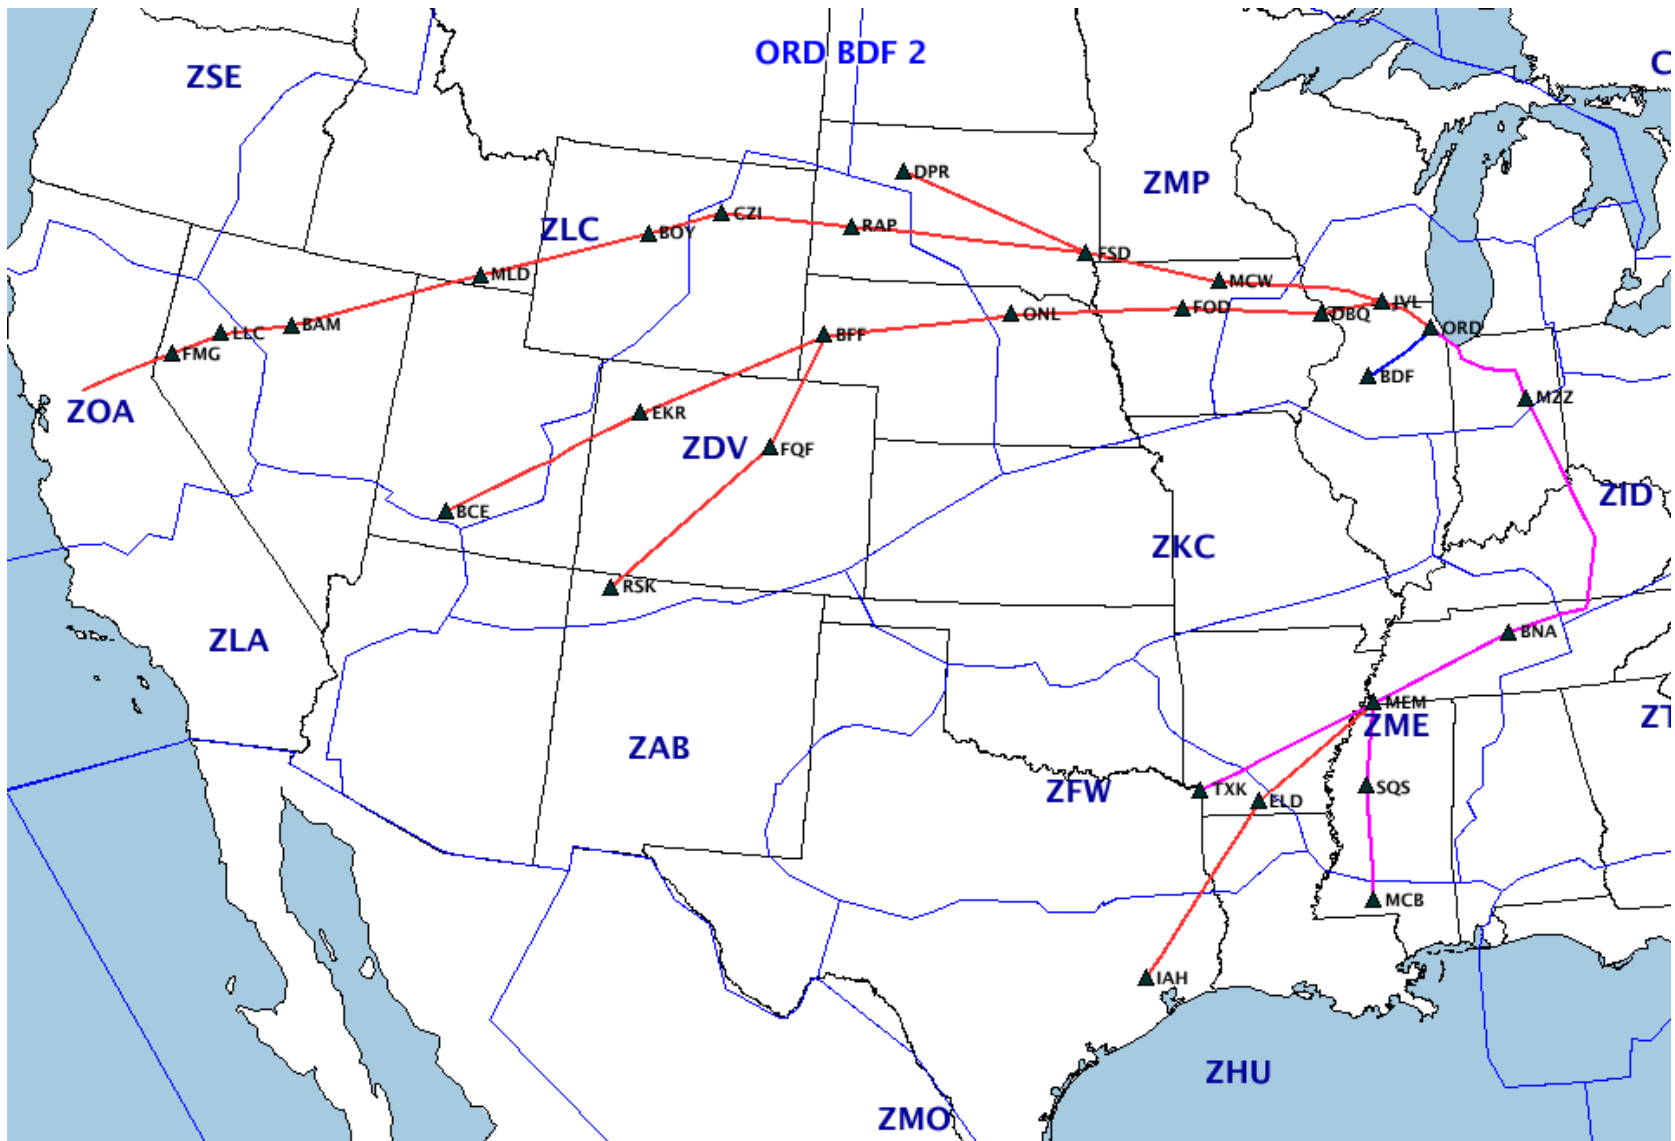 ORD BDF 2
C
ZSE
DPR
ZMP
CZI
ZLC
BOY
RAP
FSD
MLD
MCW
JVL
FOD
ONL
DBQ
ORD
BAM
LLC
BFF
FMG
BDF
MZZ
ZOA
EKR
ZDV
FQF
ZID
BCE
ZKC
RSK
BNA
ZLA
MEM
ZME
ZT
ZAB
SQS
ZFW
TXK
ELD
MCB
IAH
ZHU
ZMO